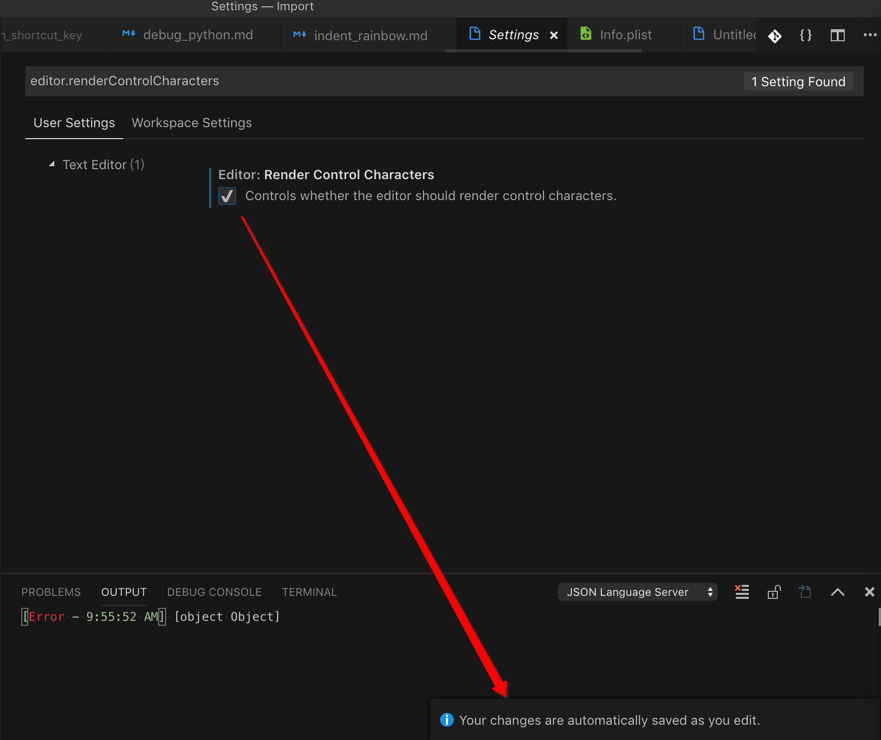 Settings — Import
n_shortcut_key
debug_python.md
indent_rainbow.md
Settings
Info.plist
Untitled
editor.renderControlCharacters
1 Setting Found
User Settings
Workspace Settings
Text Editor (1)
Editor: Render Control Characters
Controls whether the editor should render control characters.
PROBLEMS
OUTPUT
DEBUG CONSOLE
TERMINAL
JSON Language Server
[Error - 9:55:52 AM] [object Object]
Your changes are automatically saved as you edit.